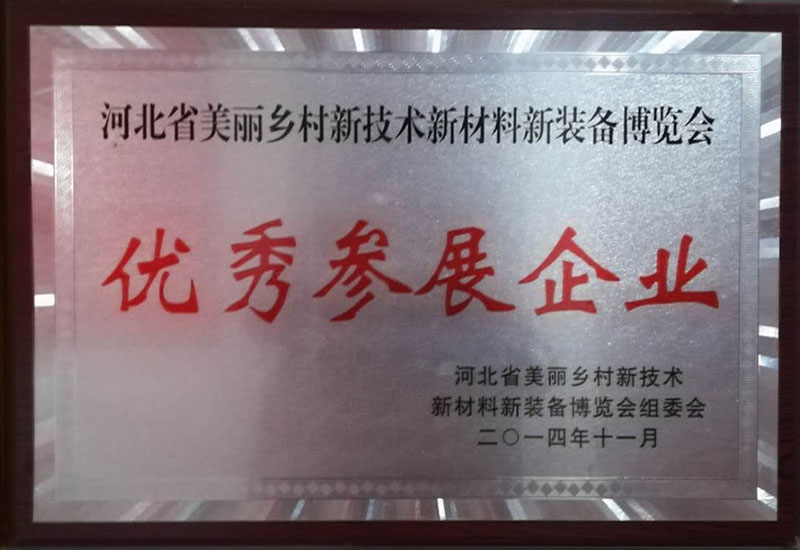 河北省美丽乡村新技术新材料新装备博览会
优秀参展企业
河北省美丽乡村新技术
新材料新装备博览会组委会
二〇一四年十一月